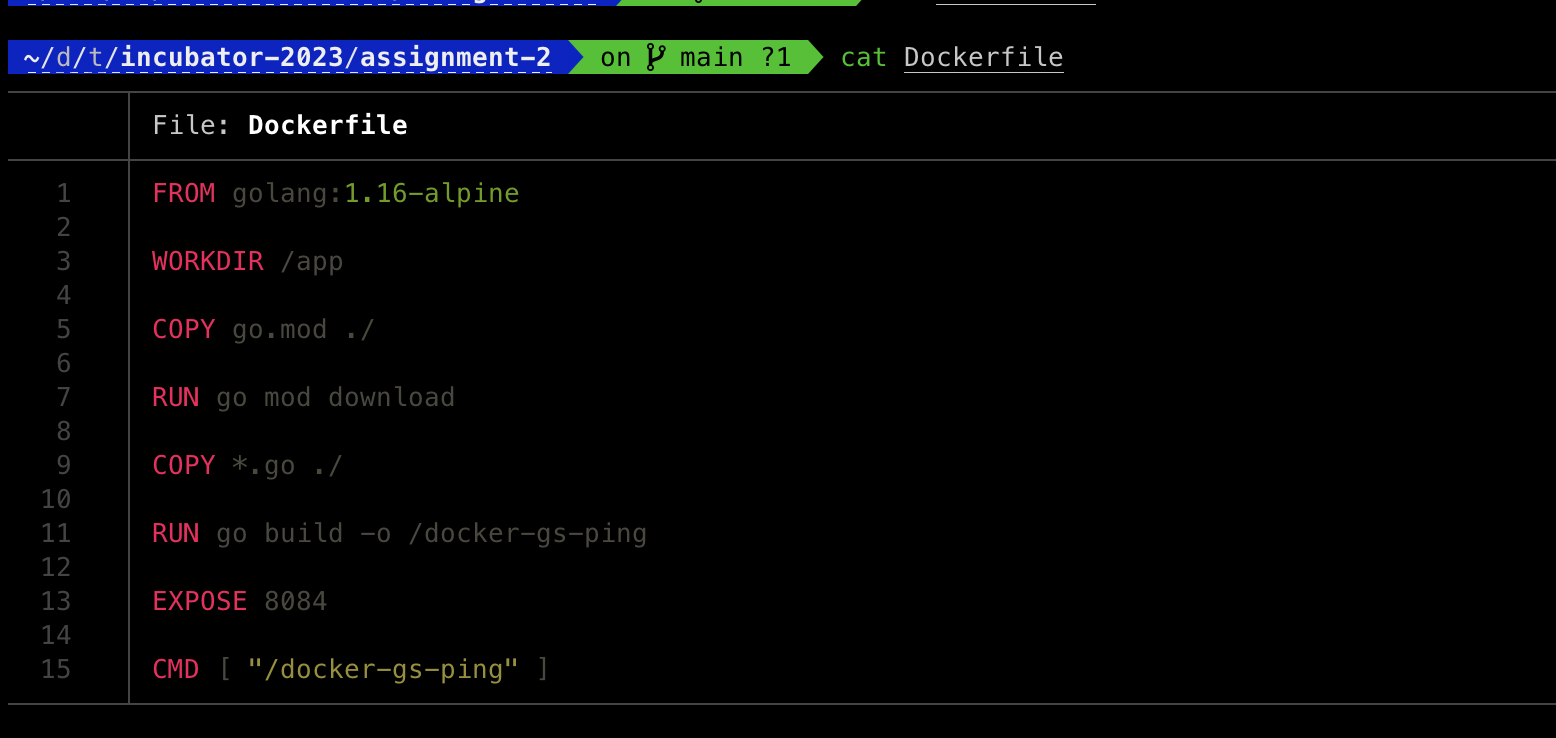 ~/d/t/incubator-2023/assignment-2 on main ?1 cat Dockerfile
File: Dockerfile
1 FROM golang:1.16-alpine
2
3 WORKDIR /app
4
5 COPY go.mod ./
6
7 RUN go mod download
8
9 COPY *.go ./
10
11 RUN go build -o /docker-gs-ping
12
13 EXPOSE 8084
14
15 CMD [ "/docker-gs-ping" ]